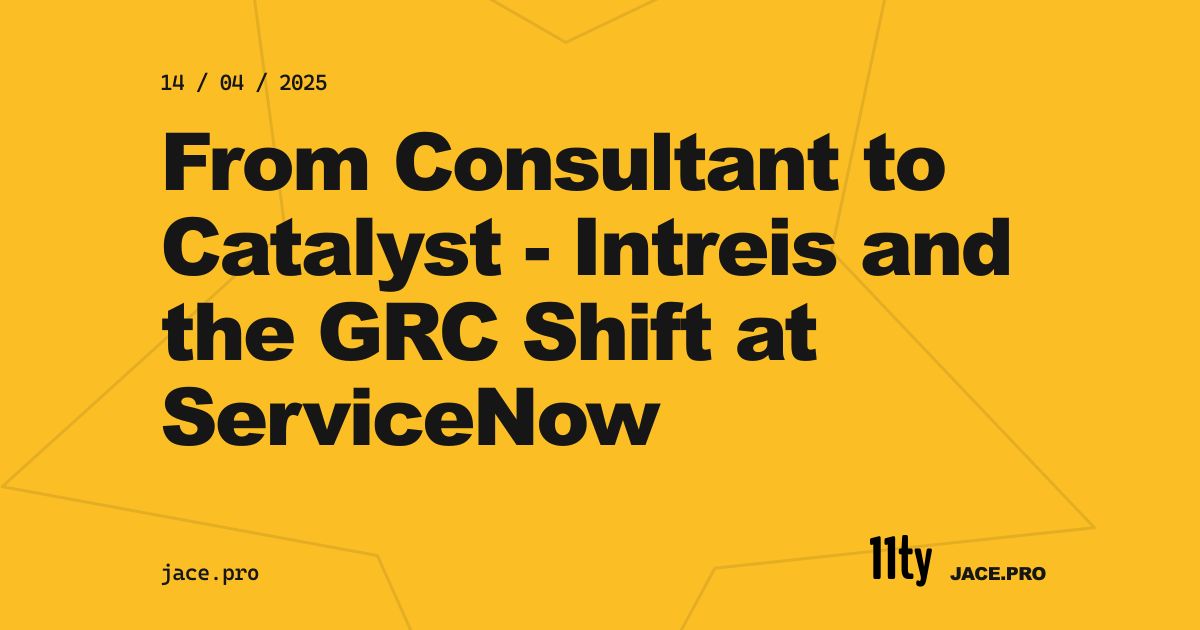 14 / 04 / 2025
From Consultant to
Catalyst - Intreis and
the GRC Shift at
ServiceNow
jace.pro
11ty JACE.PRO